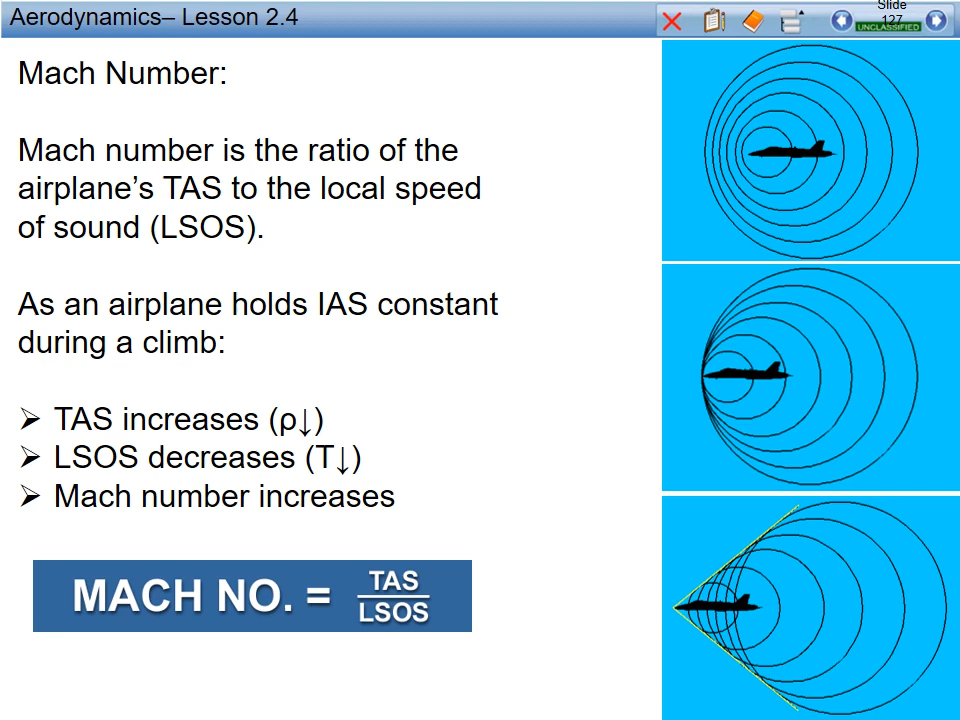 Aerodynamics– Lesson 2.4
Slide
127
UNCLASSIFIED
Mach Number:
Mach number is the ratio of the
airplane’s TAS to the local speed
of sound (LSOS).
As an airplane holds IAS constant
during a climb:
➢ TAS increases (ρ↓)
➢ LSOS decreases (T↓)
➢ Mach number increases
MACH NO. = TAS
LSOS